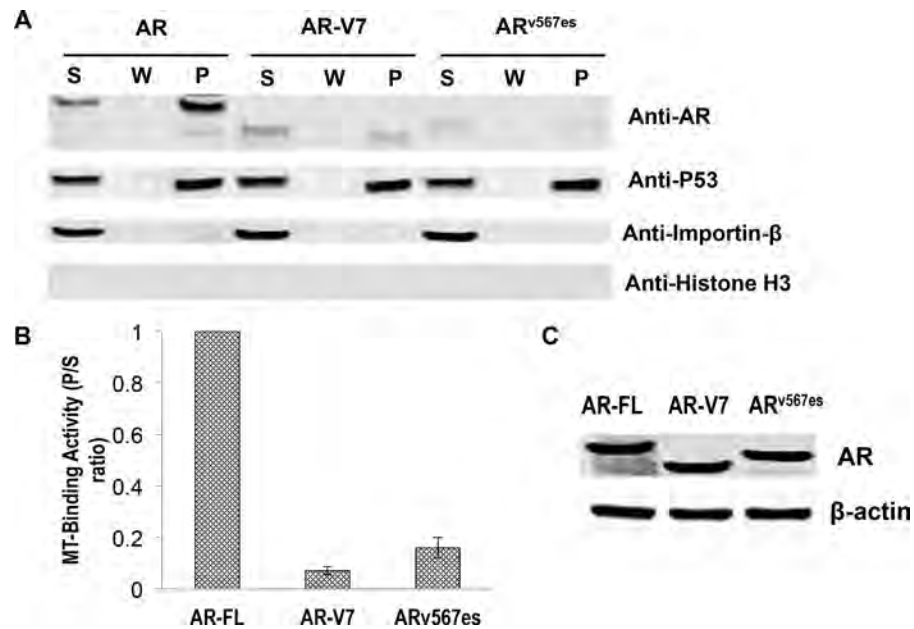 A
AR AR-V7 ARv567es
S W P S W P S W P
Anti-AR
Anti-P53
Anti-Importin-β
Anti-Histone H3
B
MT-Binding Activity (P/S ratio)
1
0.8
0.6
0.4
0.2
0
AR-FL AR-V7 ARv567es
C
AR-FL AR-V7 ARv567es
AR
β-actin